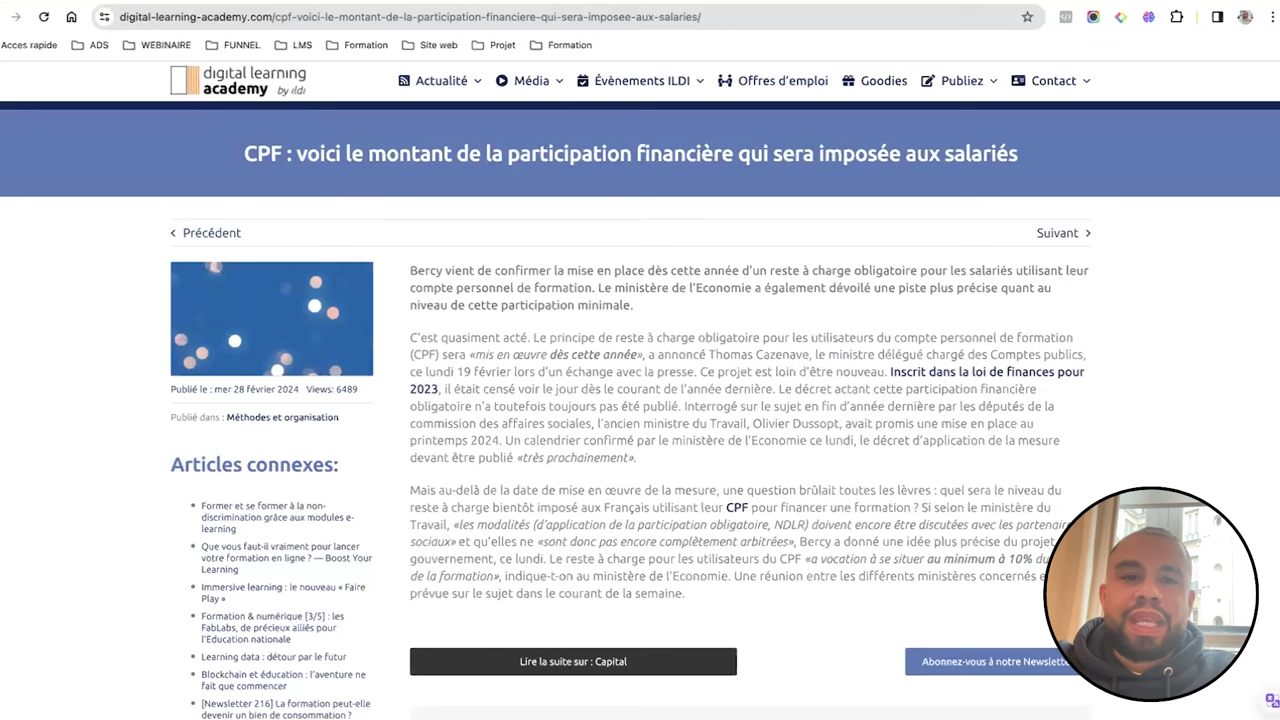 digital-learning-academy.com/cpf-voici-le-montant-de-la-participation-financiere-qui-sera-imposee-aux-salaries/
Acces rapide ADS WEBINAIRE FUNNEL LMS Formation Site web Projet Formation
digital learning
academy by ildi
Actualité Média Évènements ILDI Offres d'emploi Goodies Publiez Contact
CPF : voici le montant de la participation financière qui sera imposée aux salariés
Précédent Suivant
Bercy vient de confirmer la mise en place dès cette année d'un reste à charge obligatoire pour les salariés utilisant leur
compte personnel de formation. Le ministère de l'Economie a également dévoilé une piste plus précise quant au
niveau de cette participation minimale.
C'est quasiment acté. Le principe de reste à charge obligatoire pour les utilisateurs du compte personnel de formation
(CPF) sera «mis en œuvre dès cette année», a annoncé Thomas Cazenave, le ministre délégué chargé des Comptes publics,
ce lundi 19 février lors d'un échange avec la presse. Ce projet est loin d'être nouveau. Inscrit dans la loi de finances pour
2023, il était censé voir le jour dès le courant de l'année dernière. Le décret actant cette participation financière
obligatoire n'a toutefois toujours pas été publié. Interrogé sur le sujet en fin d'année dernière par les députés de la
commission des affaires sociales, l'ancien ministre du Travail, Olivier Dussopt, avait promis une mise en place au
printemps 2024. Un calendrier confirmé par le ministère de l'Economie ce lundi, le décret d'application de la mesure
devant être publié «très prochainement».
Mais au-delà de la date de mise en œuvre de la mesure, une question brûlait toutes les lèvres : quel sera le niveau du
reste à charge bientôt imposé aux Français utilisant leur CPF pour financer une formation ? Si selon le ministère du
Travail, «les modalités (d'application de la participation obligatoire, NDLR) doivent encore être discutées avec les partenaires
sociaux» et qu'elles ne «sont donc pas encore complètement arbitrées», Bercy a donné une idée plus précise du projet
gouvernement, ce lundi. Le reste à charge pour les utilisateurs du CPF «a vocation à se situer au minimum à 10% du
de la formation», indique-t-on au ministère de l'Economie. Une réunion entre les différents ministères concernés
prévue sur le sujet dans le courant de la semaine.
Lire la suite sur : Capital Abonnez-vous à notre Newslette
Publié le : mer 28 février 2024 Views: 6489
Publié dans : Méthodes et organisation
Articles connexes:
Former et se former à la non-
discrimination grâce aux modules e-
learning
Que vous faut-il vraiment pour lancer
votre formation en ligne ? — Boost Your
Learning
Immersive learning : le nouveau « Faire
Play »
Formation & numérique [3/5] : les
FabLabs, de précieux alliés pour
l'Education nationale
Learning data : détour par le futur
Blockchain et éducation : l'aventure ne
fait que commencer
[Newsletter 216] La formation peut-elle
devenir un bien de consommation ?